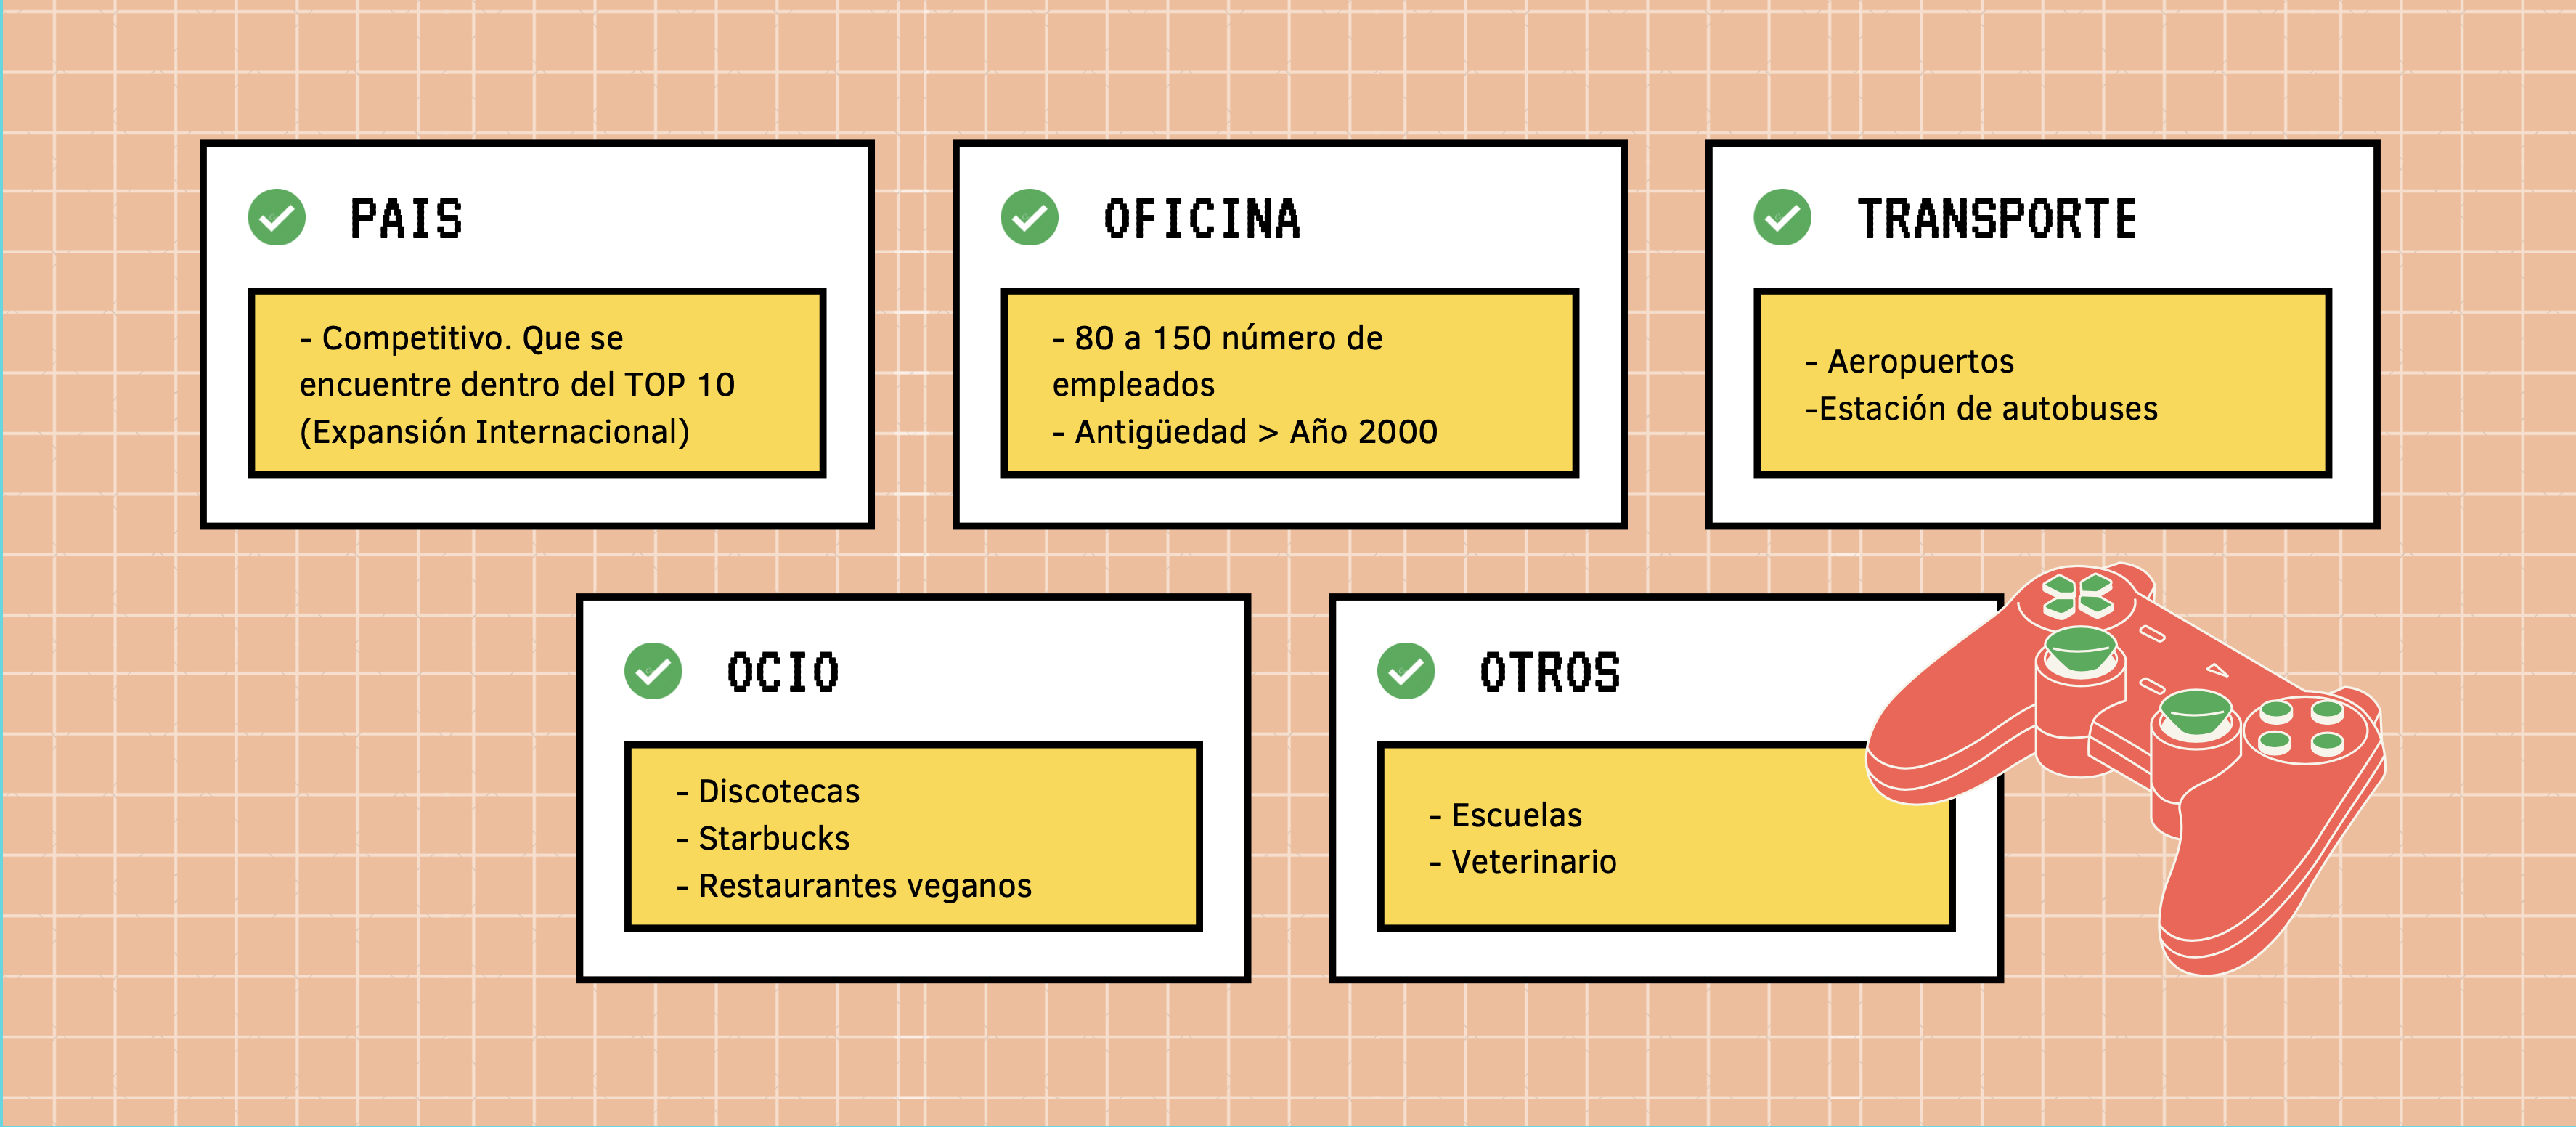 PAIS
- Competitivo. Que se
encuentre dentro del TOP 10
(Expansión Internacional)
OFICINA
- 80 a 150 número de
empleados
- Antigüedad > Año 2000
TRANSPORTE
- Aeropuertos
-Estación de autobuses
OCIO
- Discotecas
- Starbucks
- Restaurantes veganos
OTROS
- Escuelas
- Veterinario